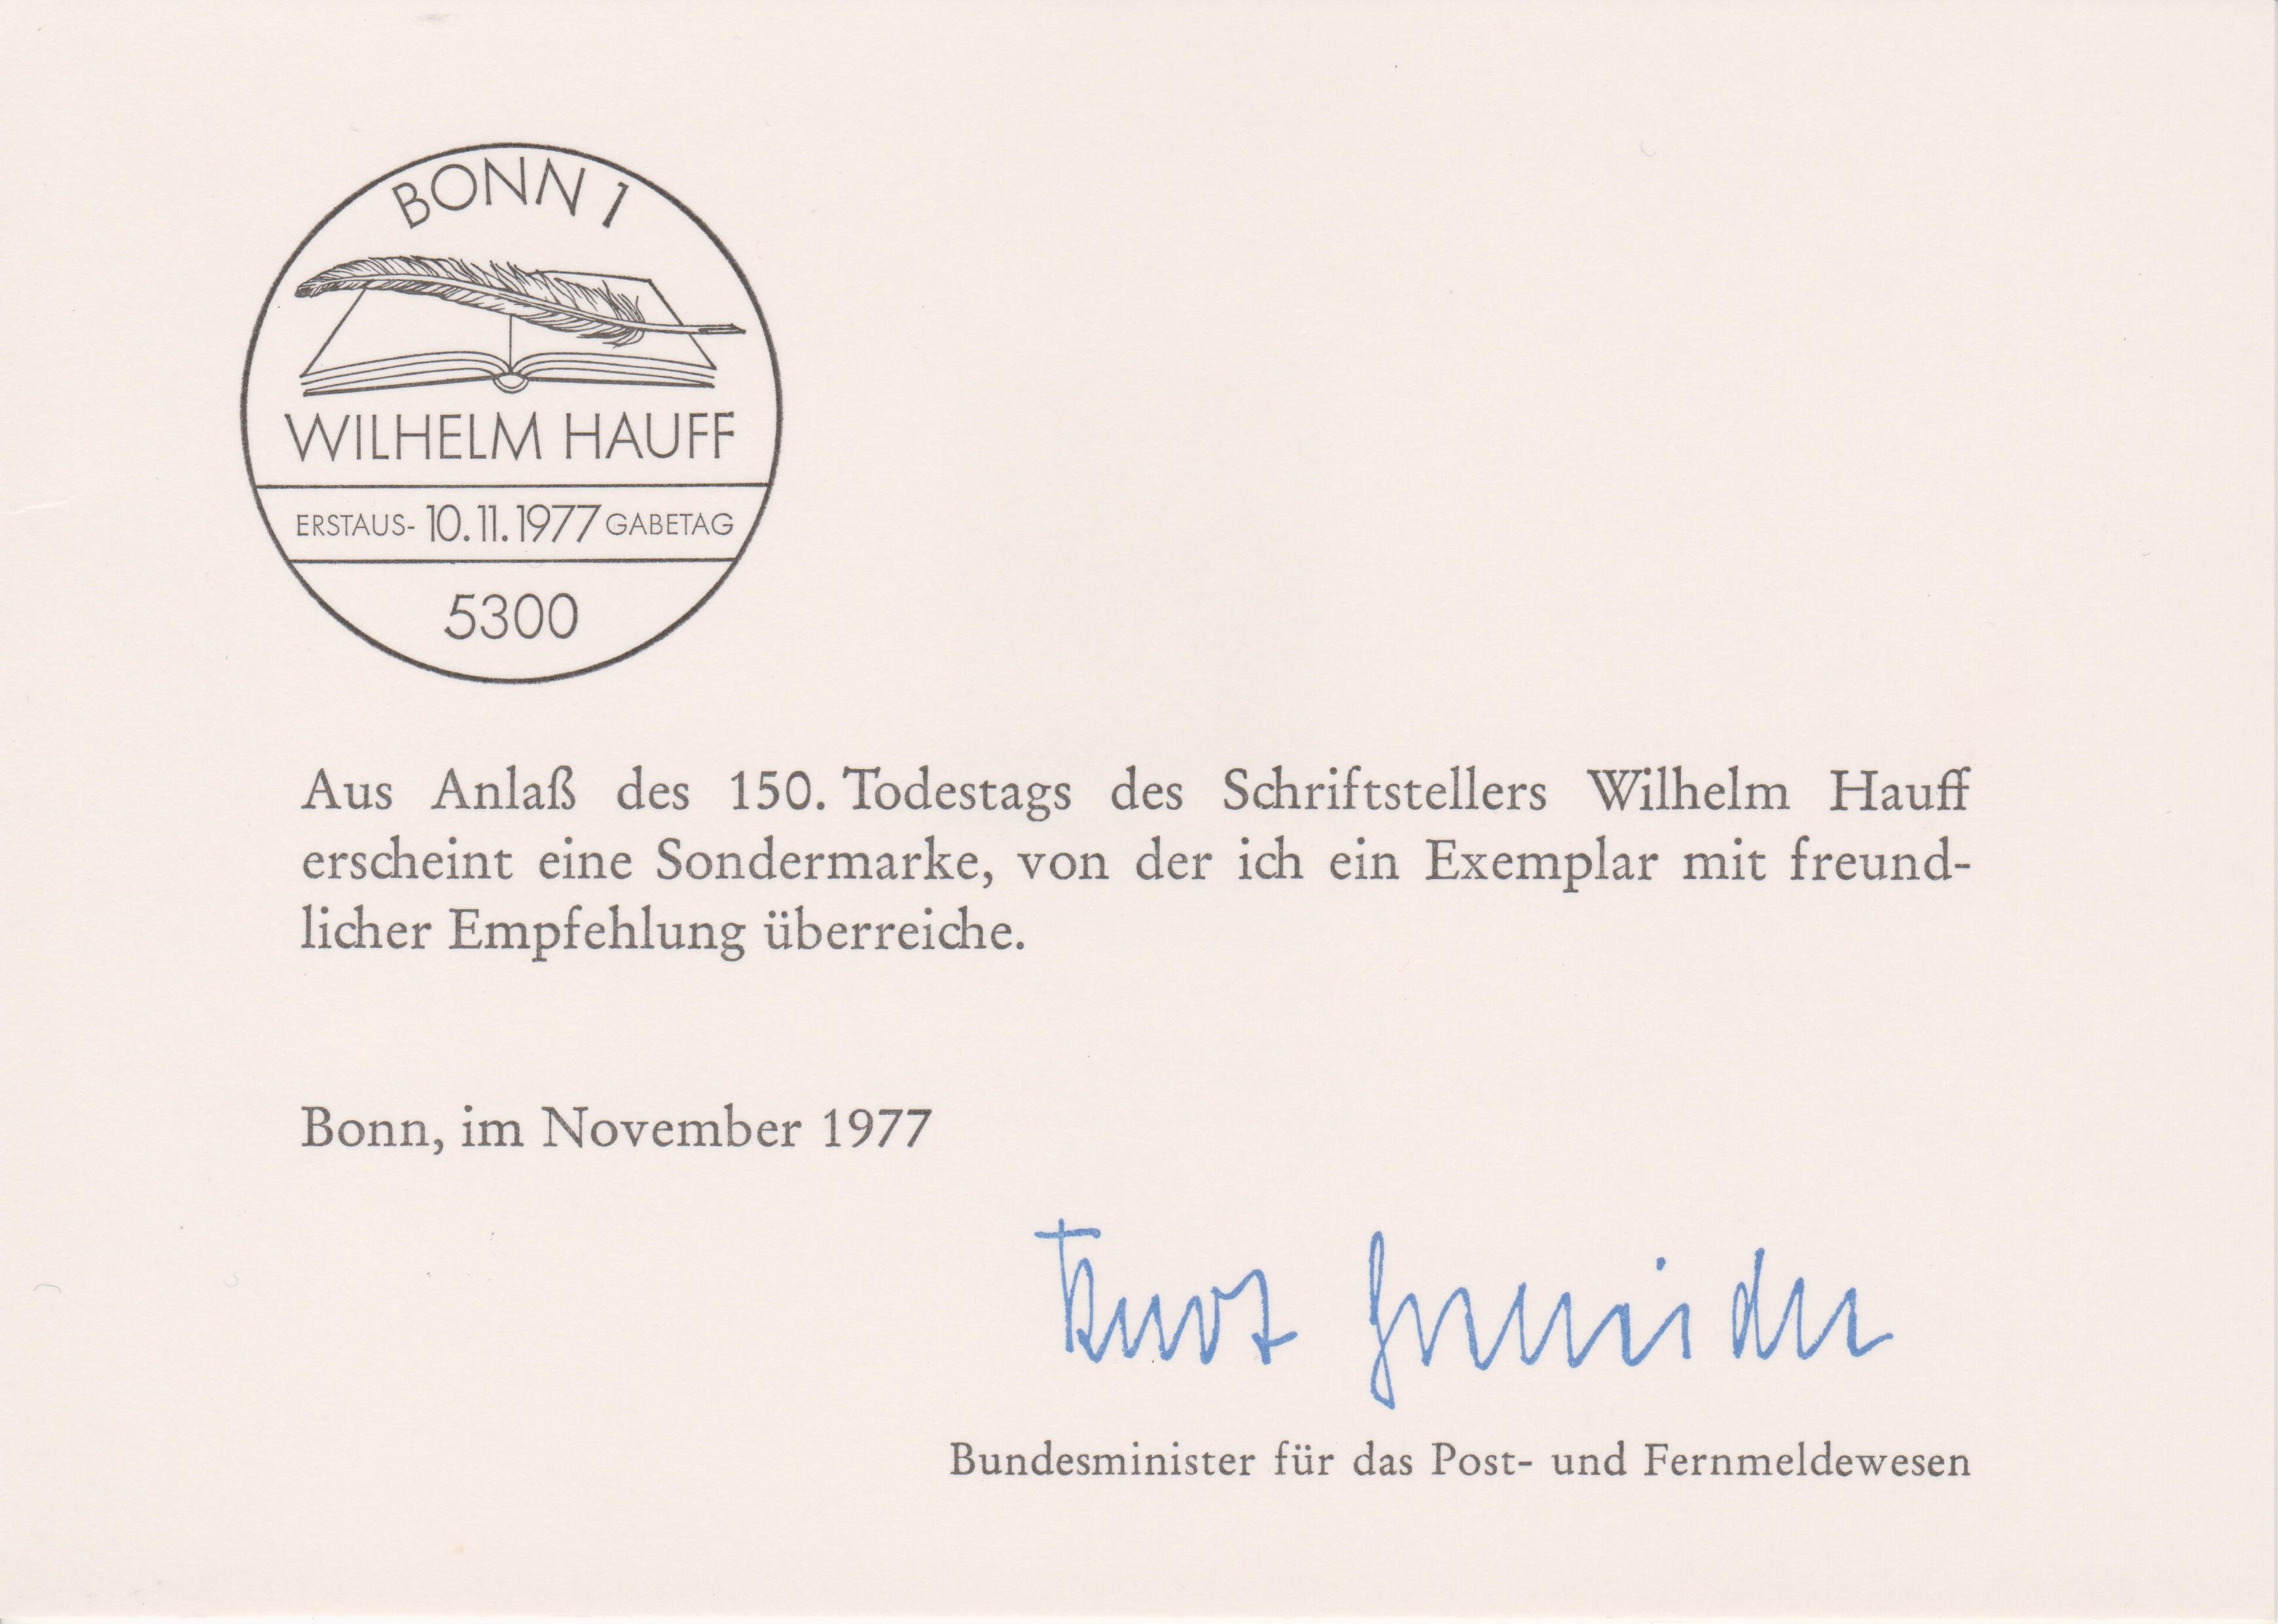 BONN 1
WILHELM HAUFF
ERSTAUS- 10.11.1977 GABETAG
5300
Aus Anlaß des 150. Todestags des Schriftstellers Wilhelm Hauff
erscheint eine Sondermarke, von der ich ein Exemplar mit freund-
licher Empfehlung überreiche.
Bonn, im November 1977
Kurt Gscheidle
Bundesminister für das Post- und Fernmeldewesen